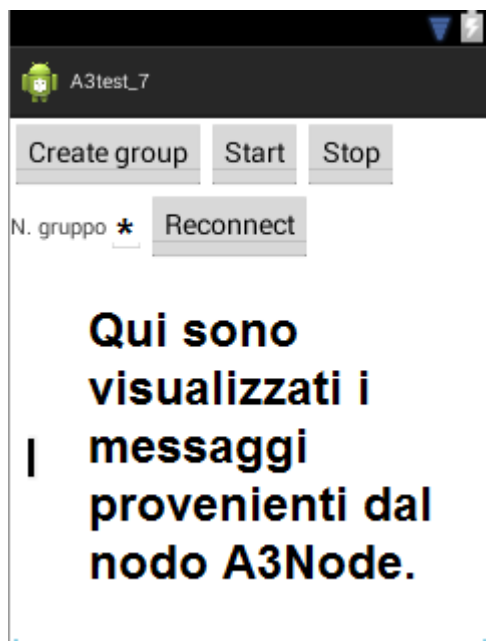 A3test_7
Create group Start Stop
N. gruppo * Reconnect
Qui sono
visualizzati i
messaggi
provenienti dal
nodo A3Node.